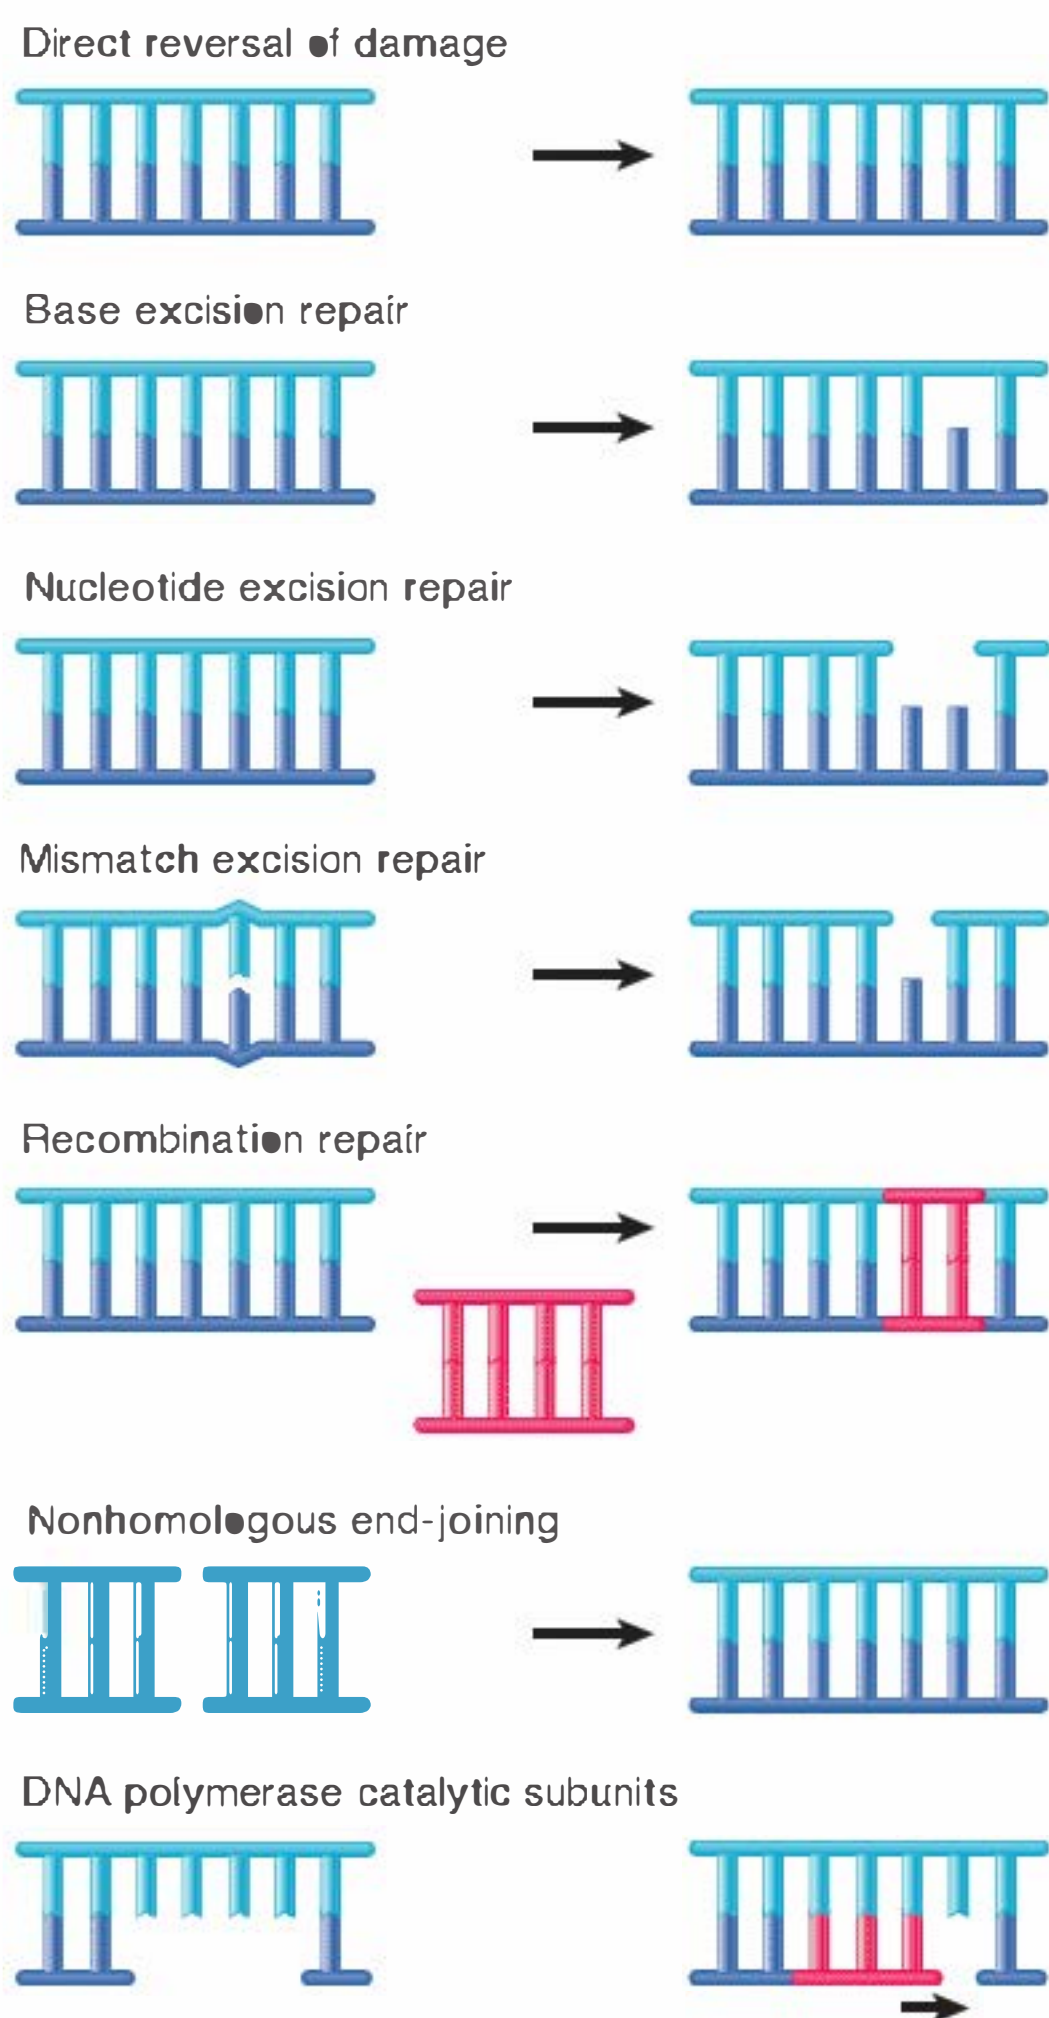 Direct reversal of damage
Base excision repair
Nucleotide excision repair
Mismatch excision repair
Recombination repair
Nonhomologous end-joining
DNA polymerase catalytic subunits